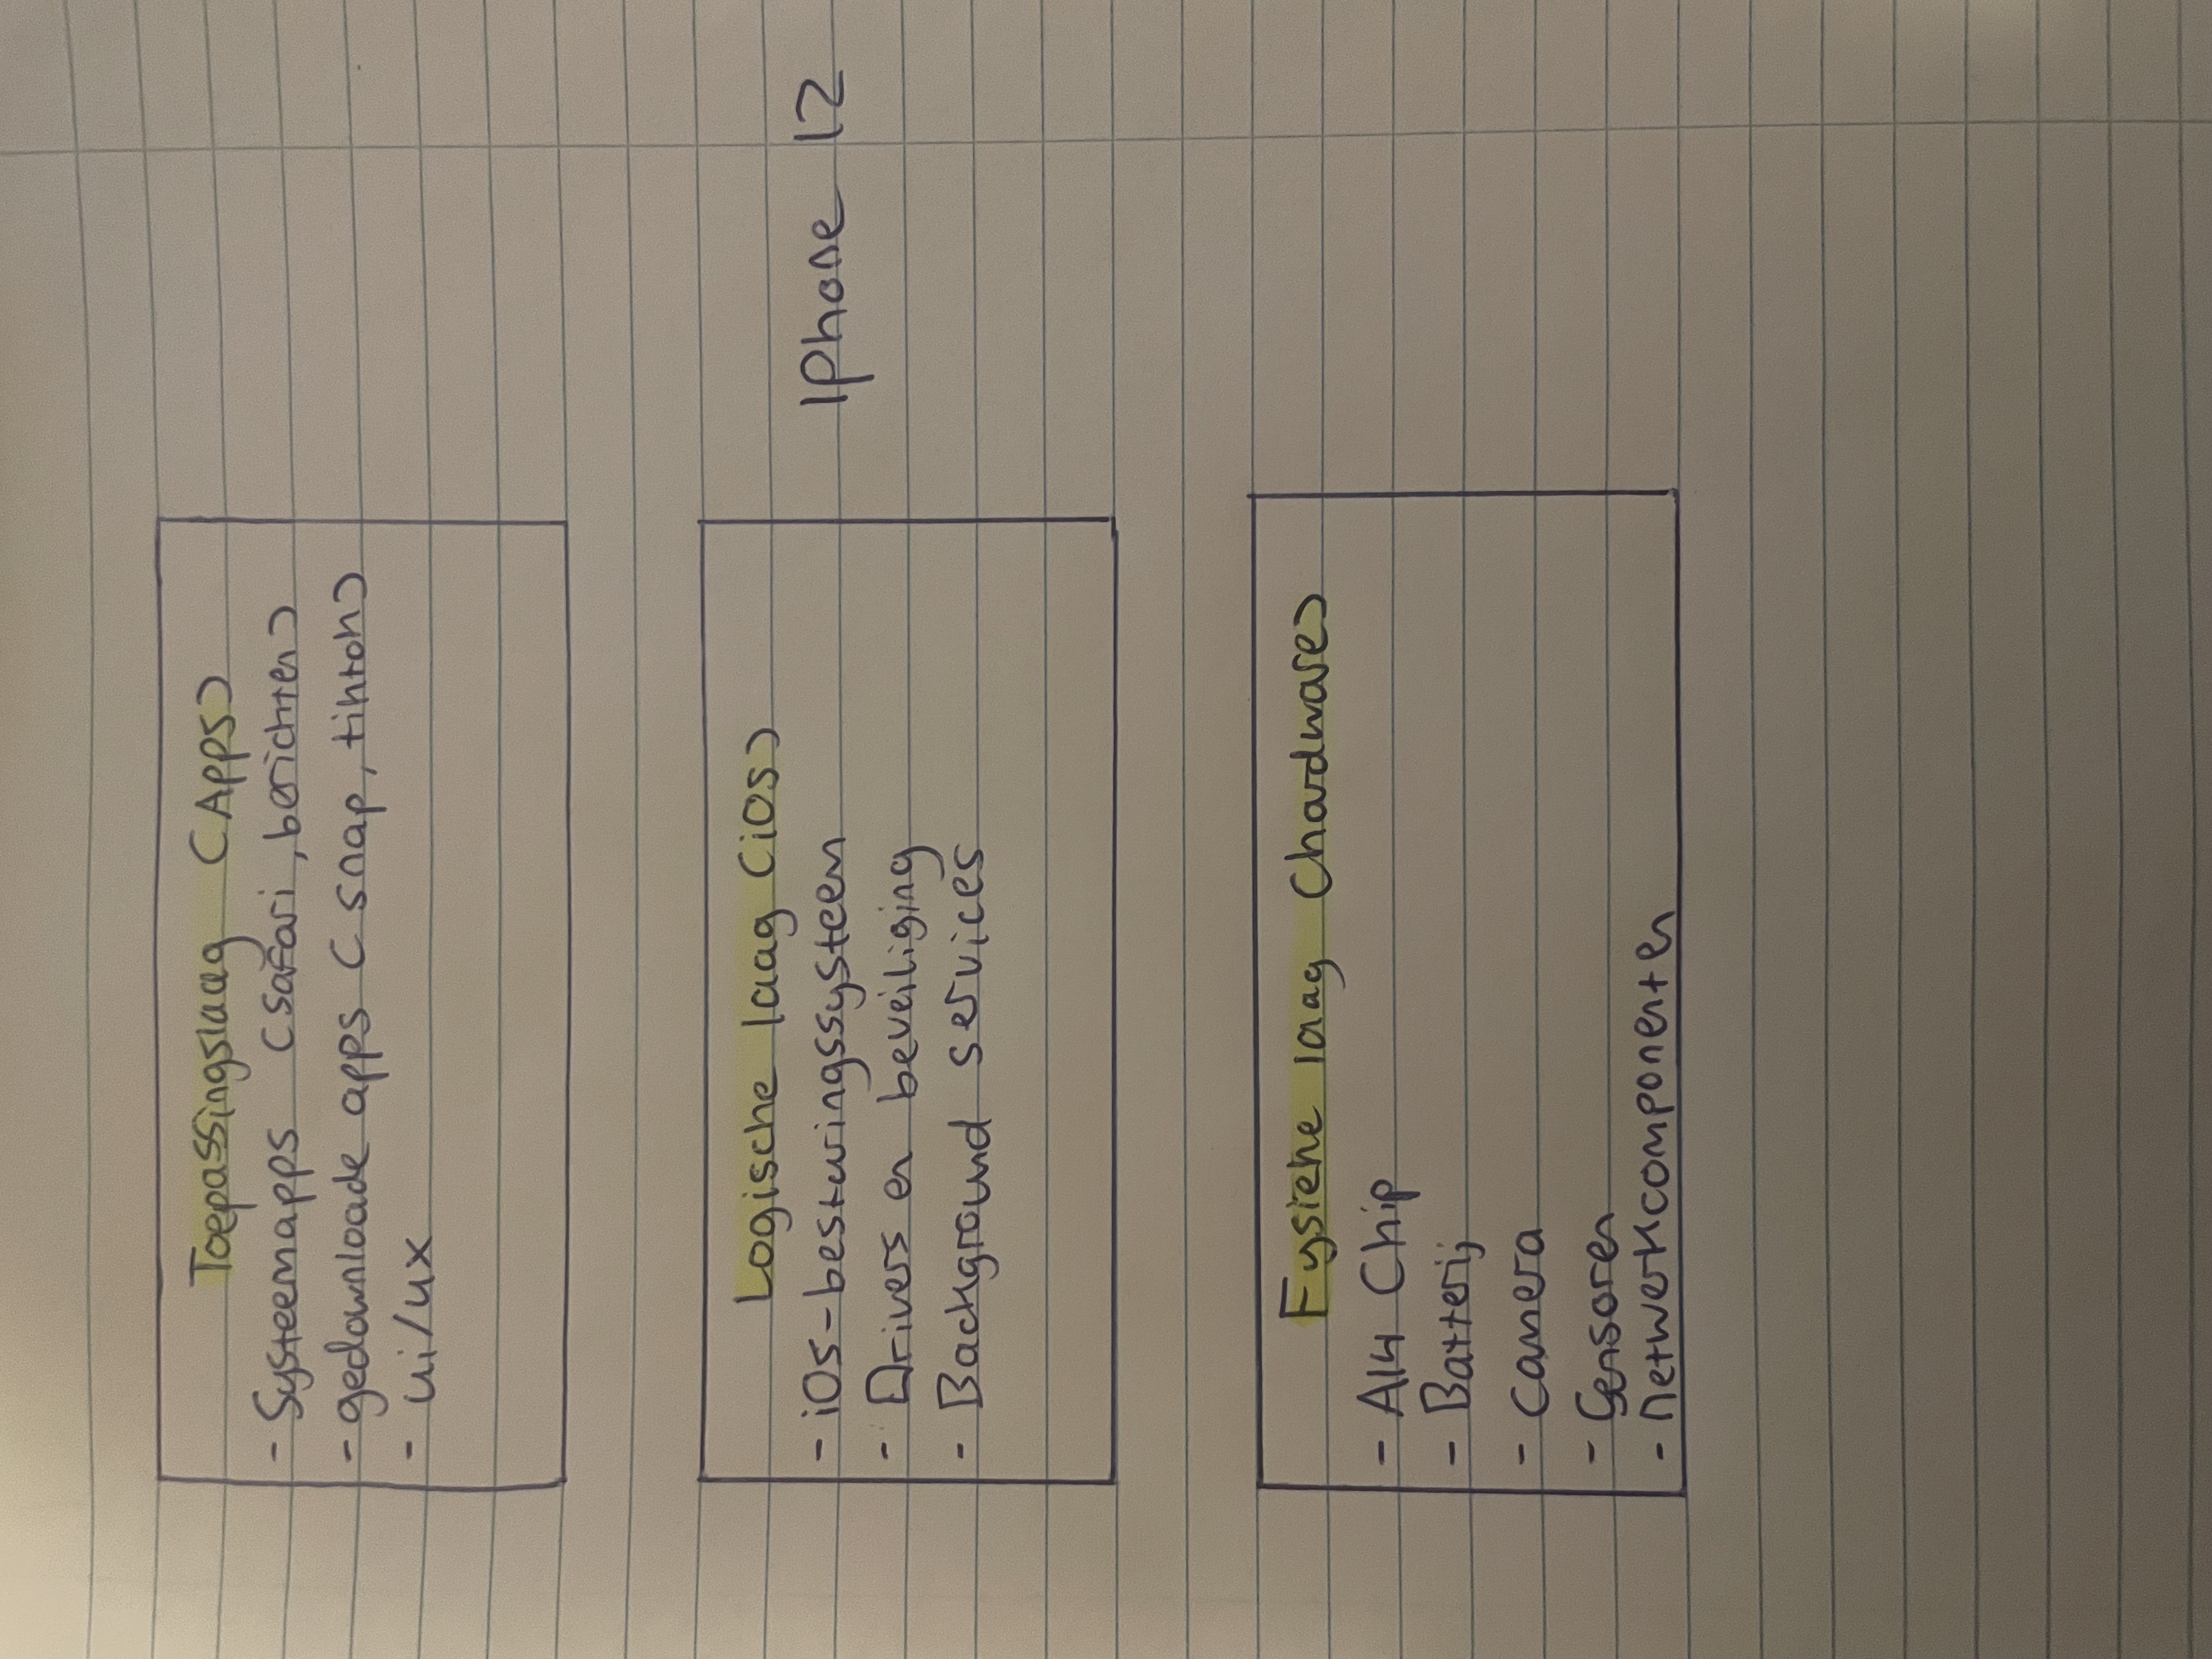 Toepassingslaag (Apps)
- Systeemapps (safari, berichten)
- gedownloade apps (snap, tiktok)
- ui/ux
Logische laag (iOs)
- iOs-besturingssysteem
- Drivers en beveiliging
- Background services
IPhone 12
Fysieke laag (hardware)
- A14 Chip
- Batterij
- Camera
- Sensoren
- netwerkcomponenten